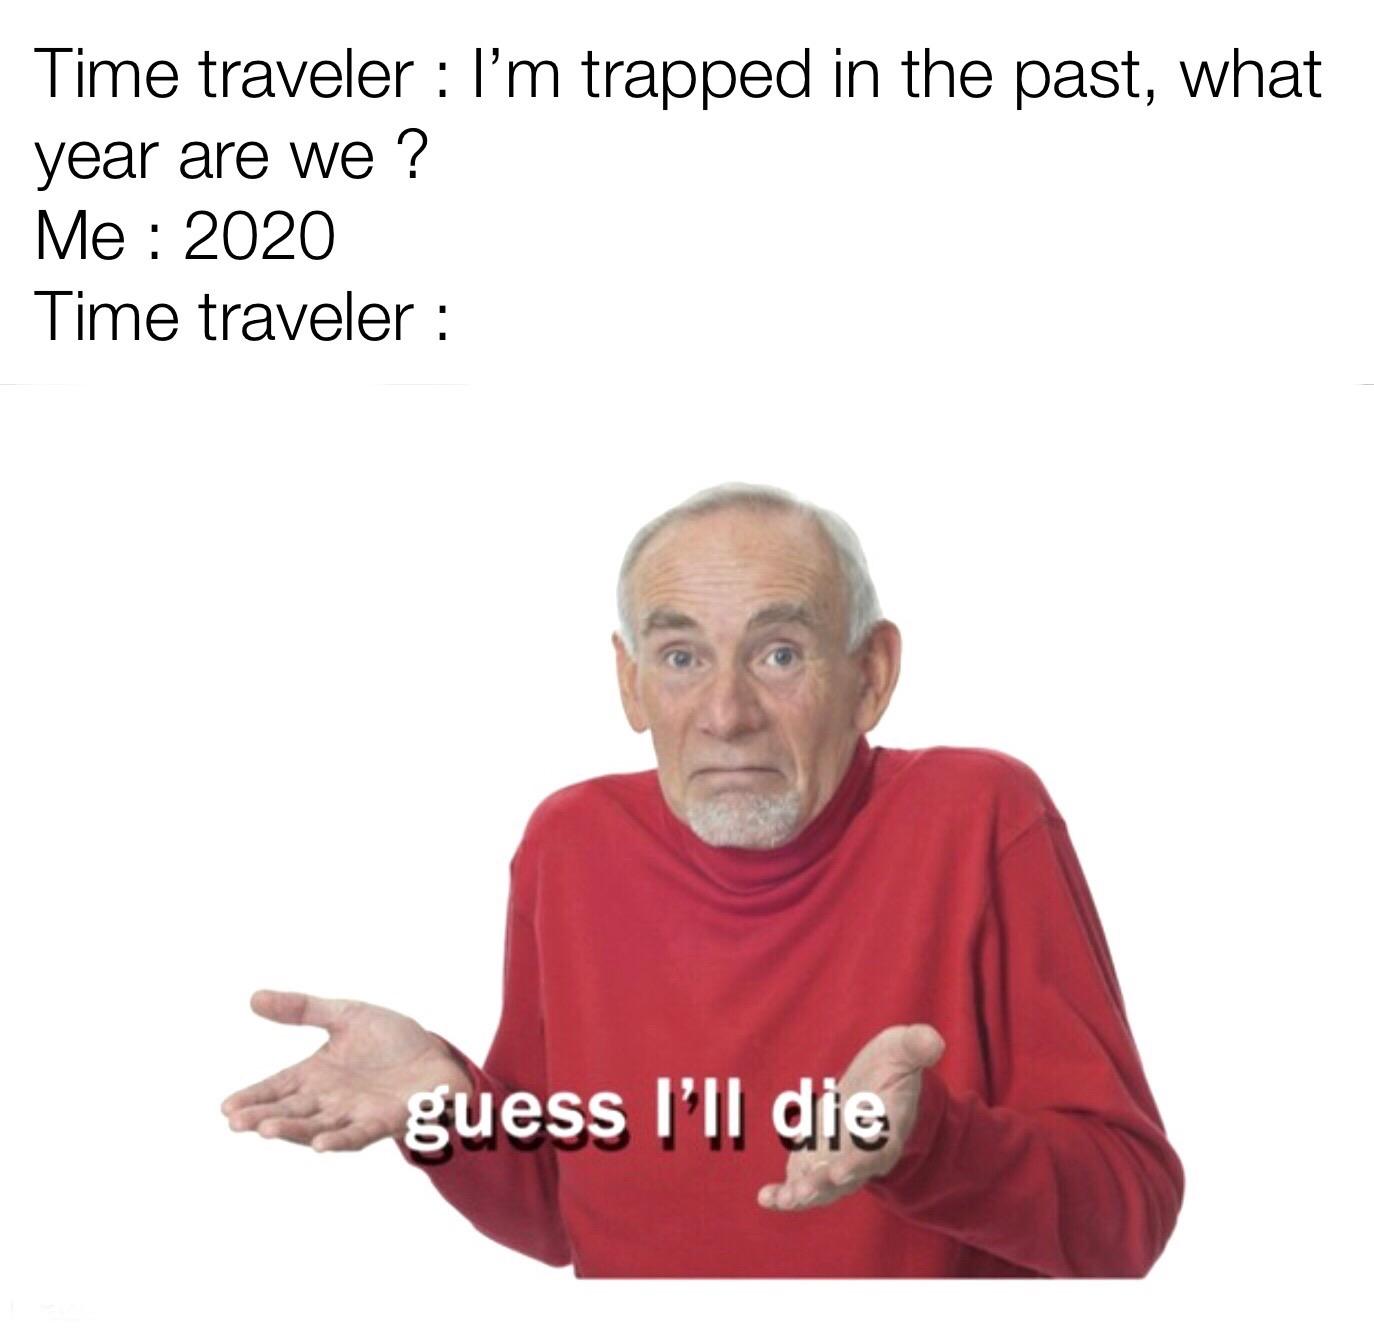 Time traveler : I’m trapped in the past, what
year are we ?
Me : 2020
Time traveler :
guess I’ll die